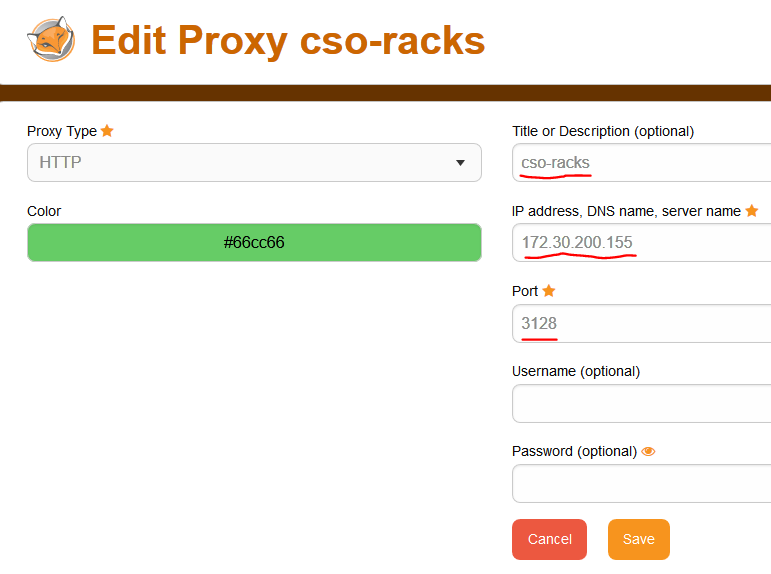 Edit Proxy cso-racks
Proxy Type
HTTP
Color
#66cc66
Title or Description (optional)
cso-racks
IP address, DNS name, server name
172.30.200.155
Port
3128
Username (optional)
Password (optional)
Cancel
Save